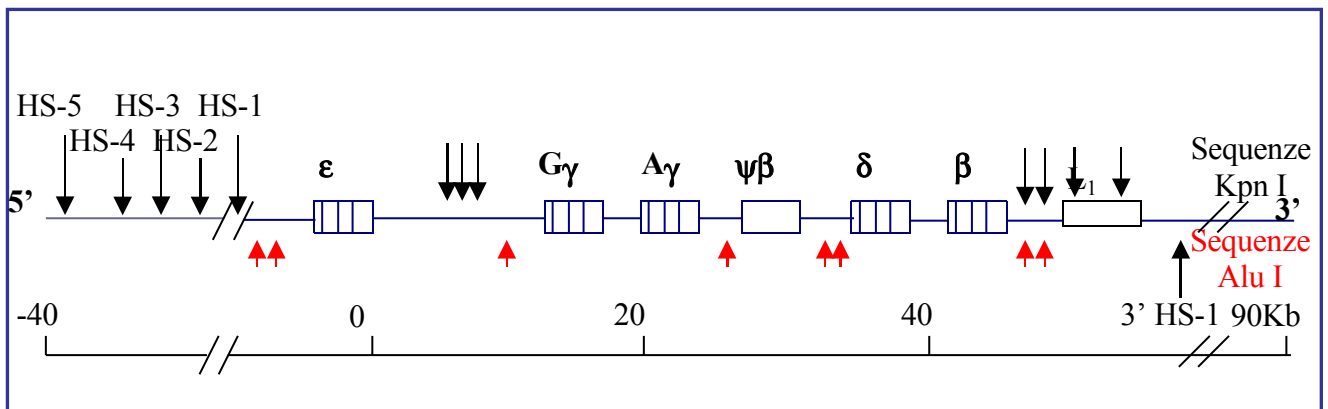 HS-5 HS-3 HS-1
HS-4 HS-2
ε Gγ Aγ ψβ δ β
L1
Sequenze
Kpn I
5’ 3’
Sequenze
Alu I
-40 0 20 40 3’ HS-1 90Kb